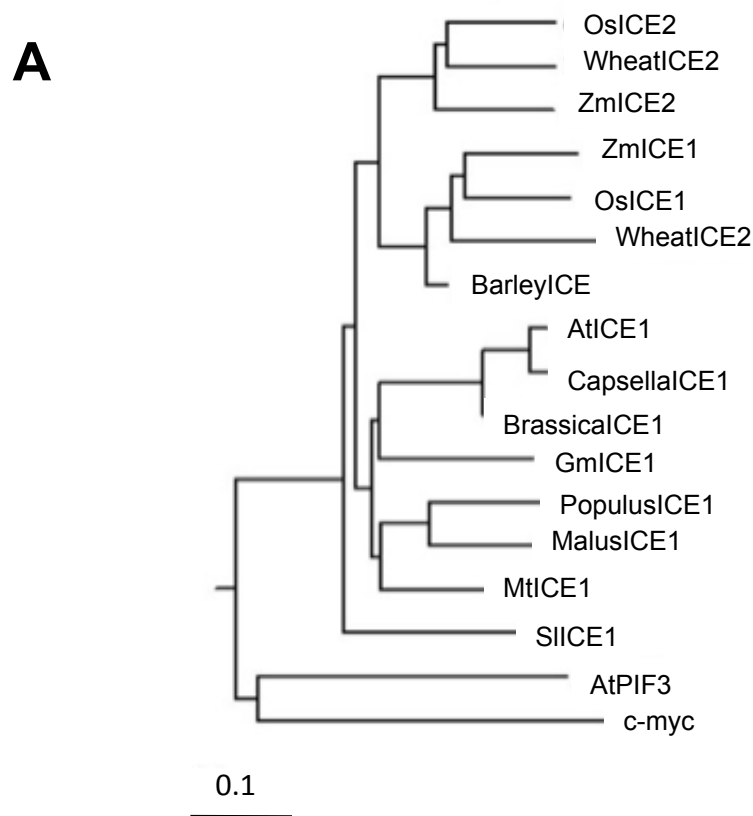 A
OsICE2
WheatICE2
ZmICE2
ZmICE1
OsICE1
WheatICE2
BarleyICE
AtICE1
CapsellaICE1
BrassicaICE1
GmICE1
PopulusICE1
MalusICE1
MtICE1
SlICE1
AtPIF3
c-myc
0.1